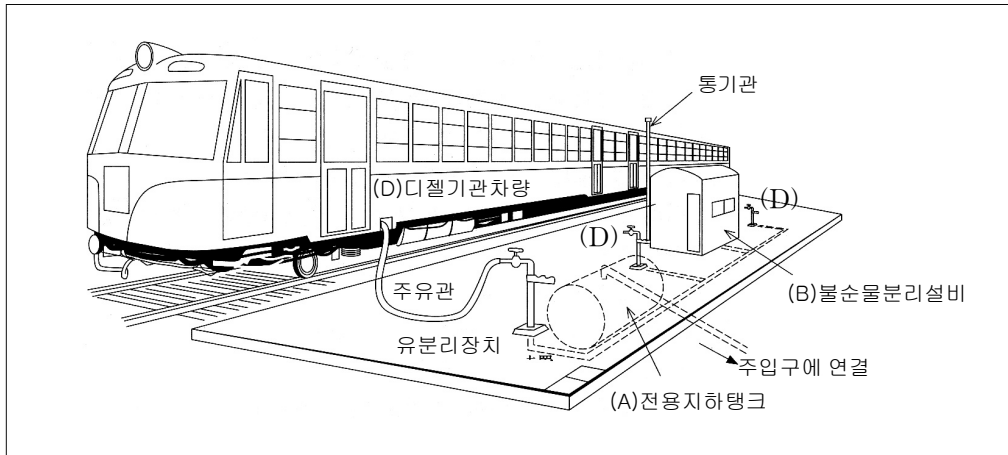 통기관
(D)디젤기관차량
(D)
(D)
주유관
(B)불순물분리설비
유분리장치
주입구에 연결
(A)전용지하탱크